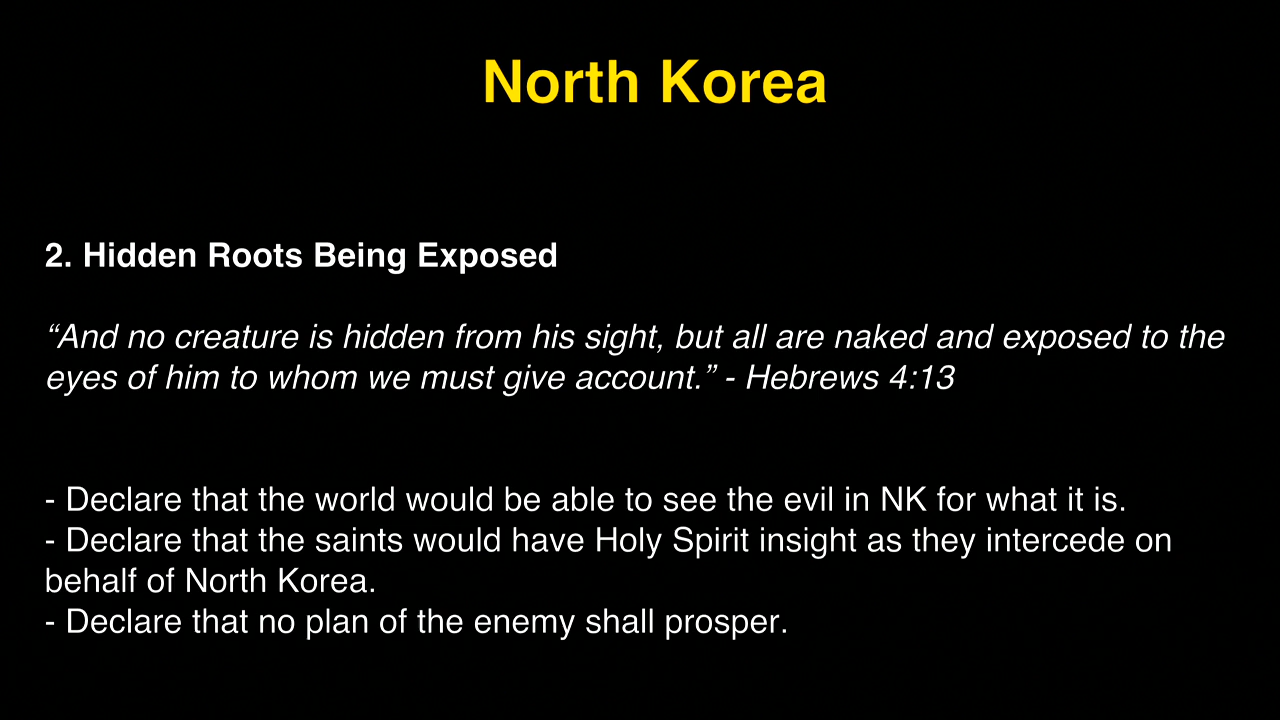 North Korea
2. Hidden Roots Being Exposed
“And no creature is hidden from his sight, but all are naked and exposed to the
eyes of him to whom we must give account.” - Hebrews 4:13
- Declare that the world would be able to see the evil in NK for what it is.
- Declare that the saints would have Holy Spirit insight as they intercede on
behalf of North Korea.
- Declare that no plan of the enemy shall prosper.